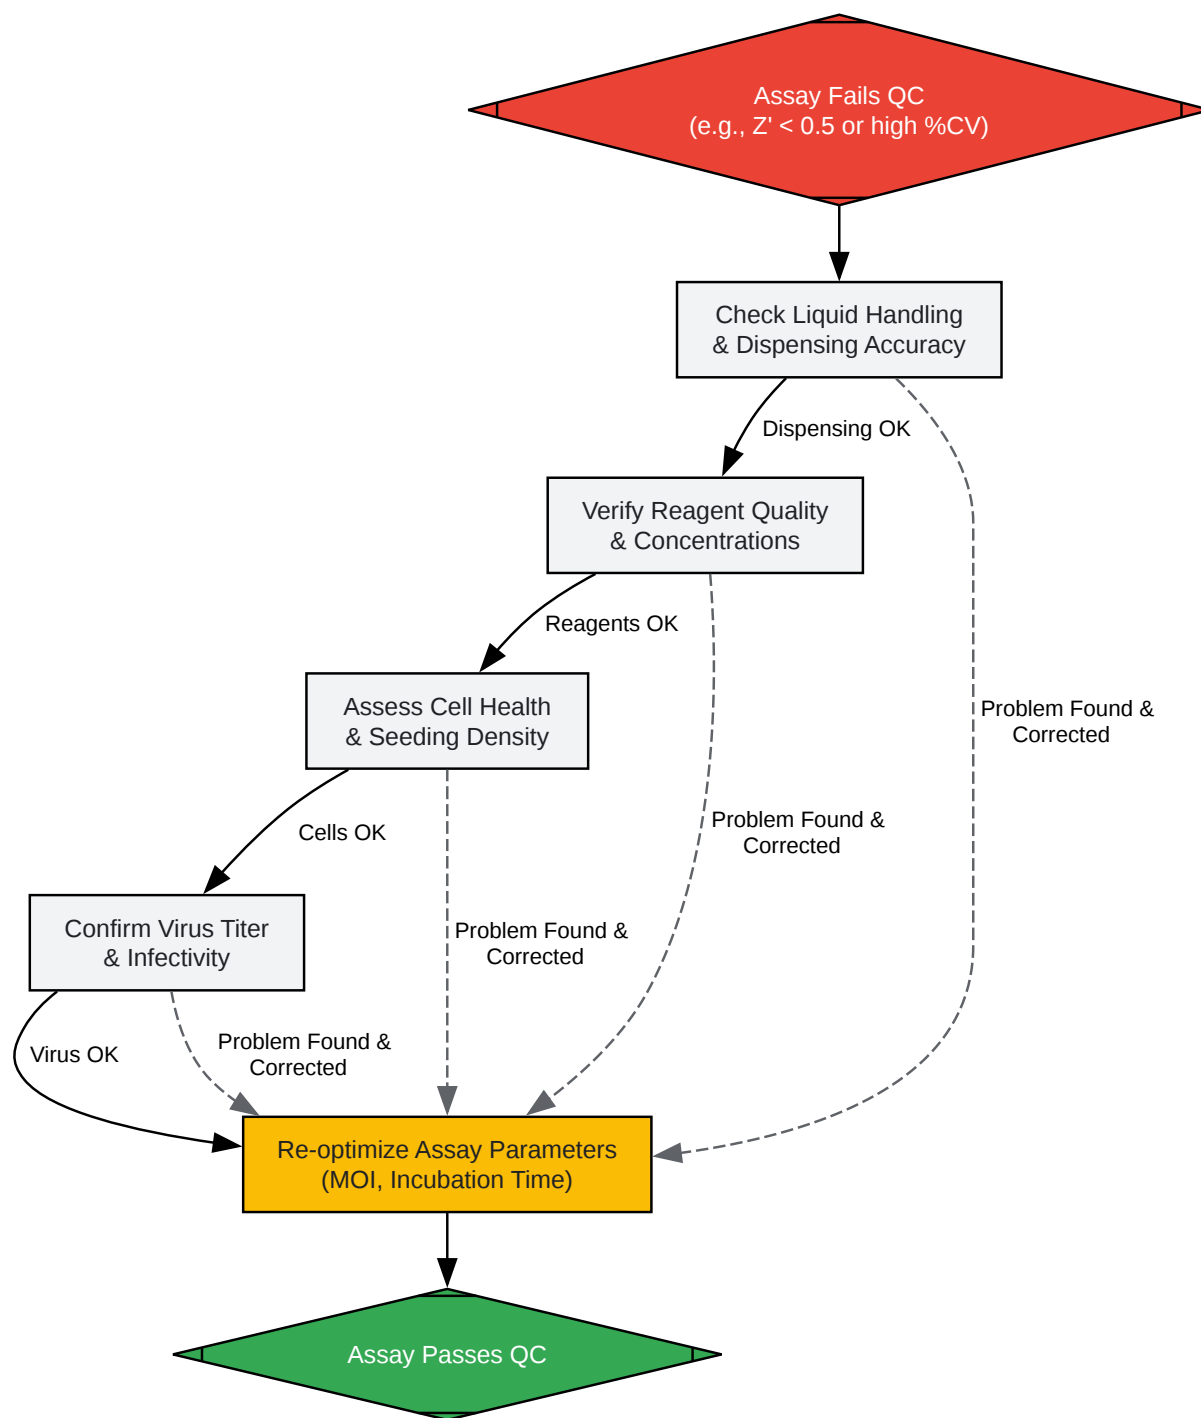 Assay Fails QC
(e.g., Z' < 0.5 or high %CV)
Check Liquid Handling
& Dispensing Accuracy
Dispensing OK
Verify Reagent Quality
& Concentrations
Reagents OK
Assess Cell Health
& Seeding Density
Problem Found &
Corrected
Cells OK
Problem Found &
Corrected
Confirm Virus Titer
& Infectivity
Problem Found &
Corrected
Virus OK
Problem Found &
Corrected
Re-optimize Assay Parameters
(MOI, Incubation Time)
Assay Passes QC